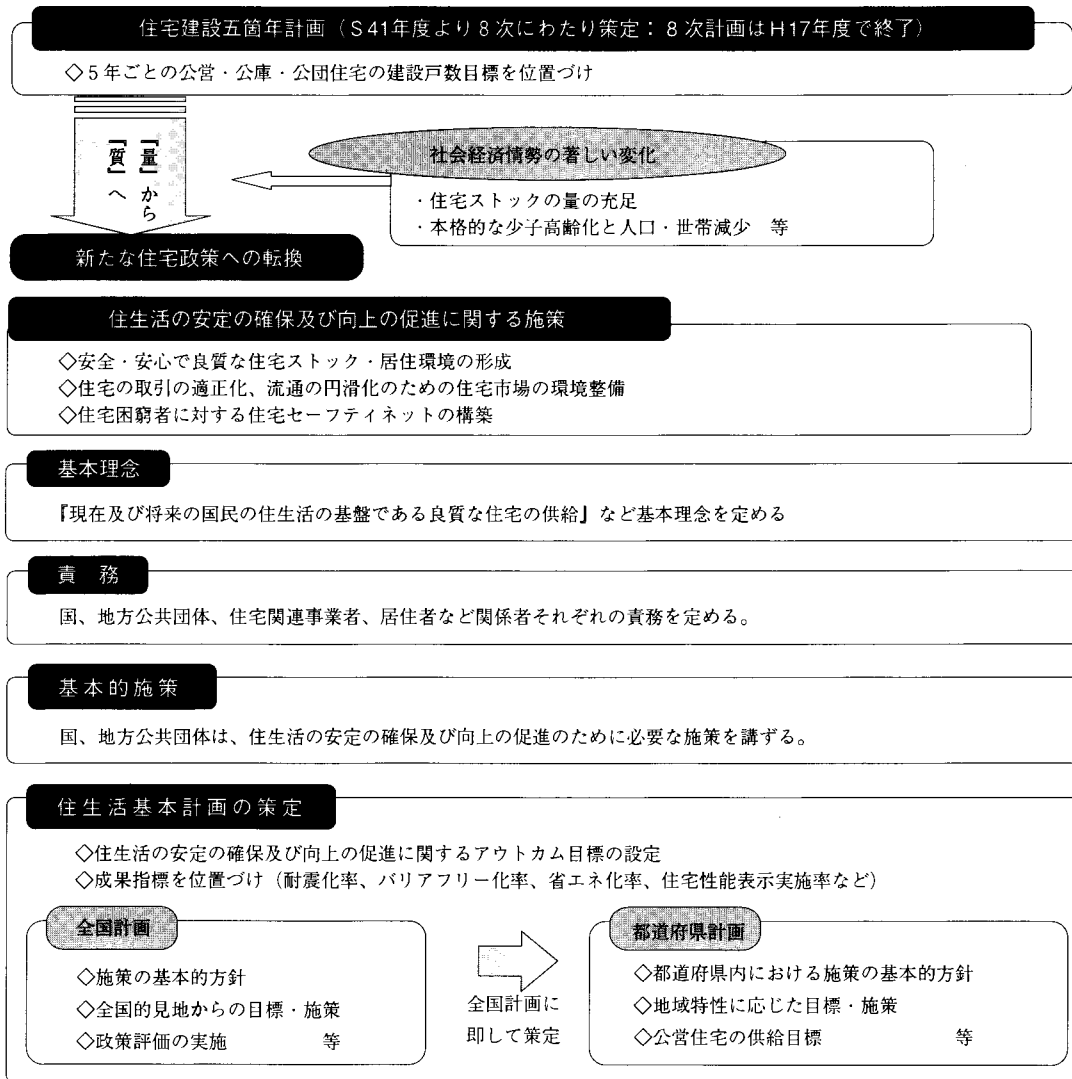 住宅建設五箇年計画（S41年度より8次にわたり策定：8次計画はH17年度で終了）
◇5年ごとの公営・公庫・公団住宅の建設戸数目標を位置づけ
『量』から
『質』へ
社会経済情勢の著しい変化
・住宅ストックの量の充足
・本格的な少子高齢化と人口・世帯減少　等
新たな住宅政策への転換
住生活の安定の確保及び向上の促進に関する施策
◇安全・安心で良質な住宅ストック・居住環境の形成
◇住宅の取引の適正化、流通の円滑化のための住宅市場の環境整備
◇住宅困窮者に対する住宅セーフティネットの構築
基本理念
『現在及び将来の国民の住生活の基盤である良質な住宅の供給』など基本理念を定める
責　務
国、地方公共団体、住宅関連事業者、居住者など関係者それぞれの責務を定める。
基本的施策
国、地方公共団体は、住生活の安定の確保及び向上の促進のために必要な施策を講ずる。
住生活基本計画の策定
◇住生活の安定の確保及び向上の促進に関するアウトカム目標の設定
◇成果指標を位置づけ（耐震化率、バリアフリー化率、省エネ化率、住宅性能表示実施率など）
全国計画
◇施策の基本的方針
◇全国的見地からの目標・施策
◇政策評価の実施　　　　等
全国計画に
即して策定
都道府県計画
◇都道府県内における施策の基本的方針
◇地域特性に応じた目標・施策
◇公営住宅の供給目標　　　　　　等